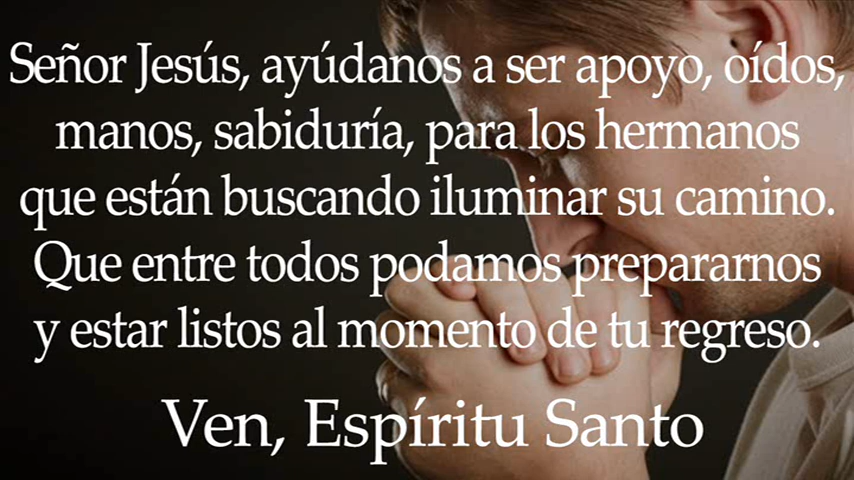 Señor Jesús, ayúdanos a ser apoyo, oídos,
manos, sabiduría, para los hermanos
que están buscando iluminar su camino.
Que entre todos podamos prepararnos
y estar listos al momento de tu regreso.
Ven, Espíritu Santo